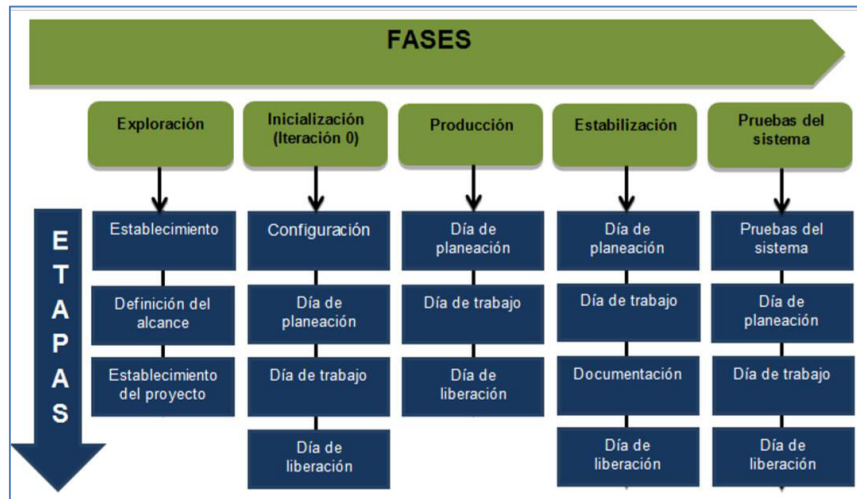 FASES
Exploración
Inicialización
(Iteración 0)
Producción
Estabilización
Pruebas del
sistema
ETAPAS
Establecimiento
Configuración
Día de
planeación
Día de
planeación
Pruebas del
sistema
Definición del
alcance
Día de
planeación
Día de trabajo
Día de trabajo
Día de
planeación
Establecimiento
del proyecto
Día de trabajo
Día de
liberación
Documentación
Día de trabajo
Día de
liberación
Día de
liberación
Día de
liberación